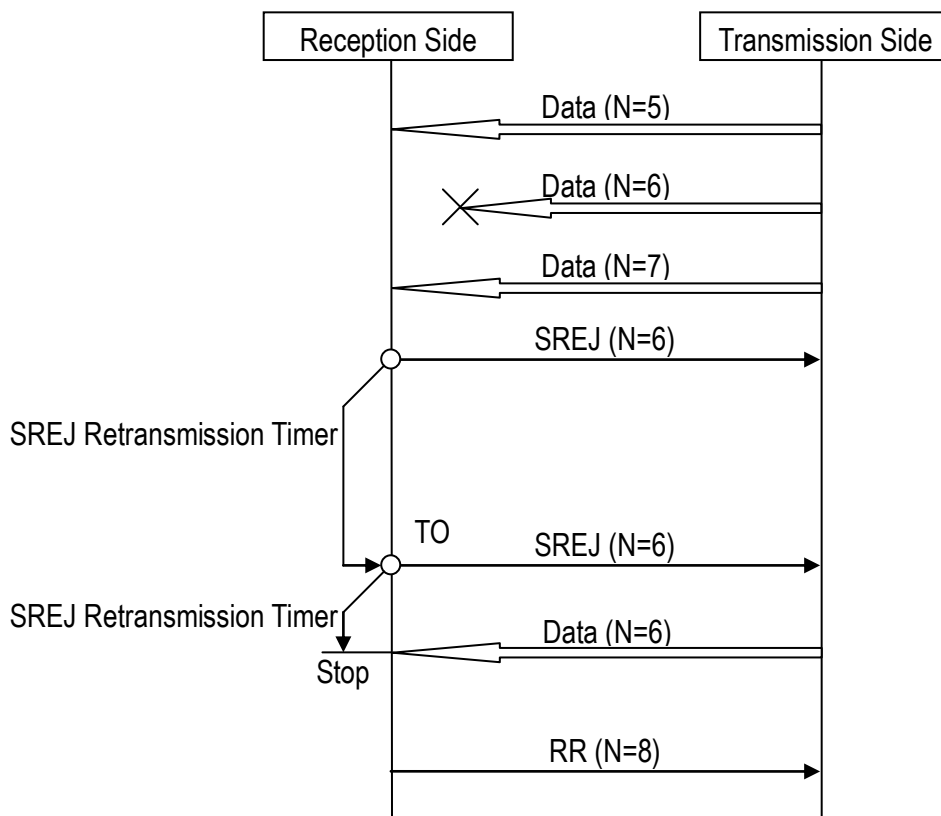 Reception Side
Transmission Side
Data (N=5)
Data (N=6)
Data (N=7)
SREJ (N=6)
SREJ Retransmission Timer
TO
SREJ (N=6)
SREJ Retransmission Timer
Data (N=6)
Stop
RR (N=8)